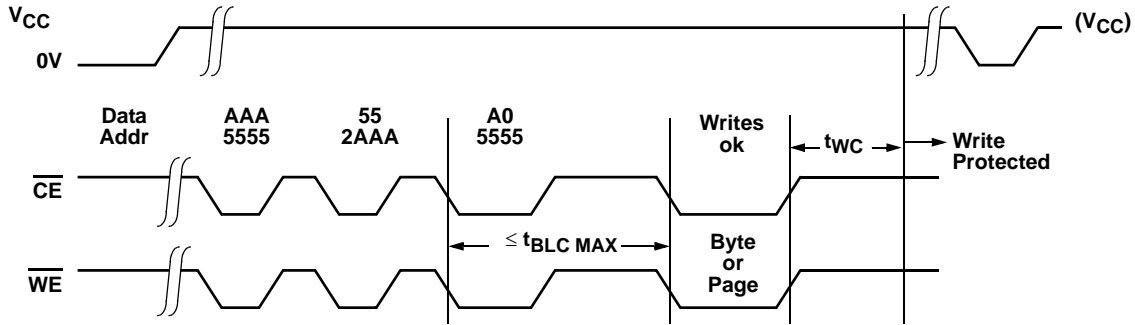 VCC
(VCC)
0V
Data
Addr
AAA
5555
55
2AAA
A0
5555
Writes
ok
tWC
Write
Protected
CE
≤ tBLC MAX
Byte
or
Page
WE